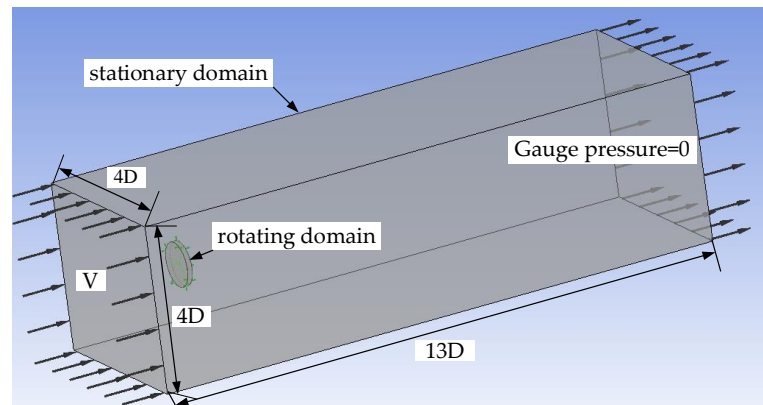 stationary domain
Gauge pressure=0
4D
rotating domain
V
4D
13D